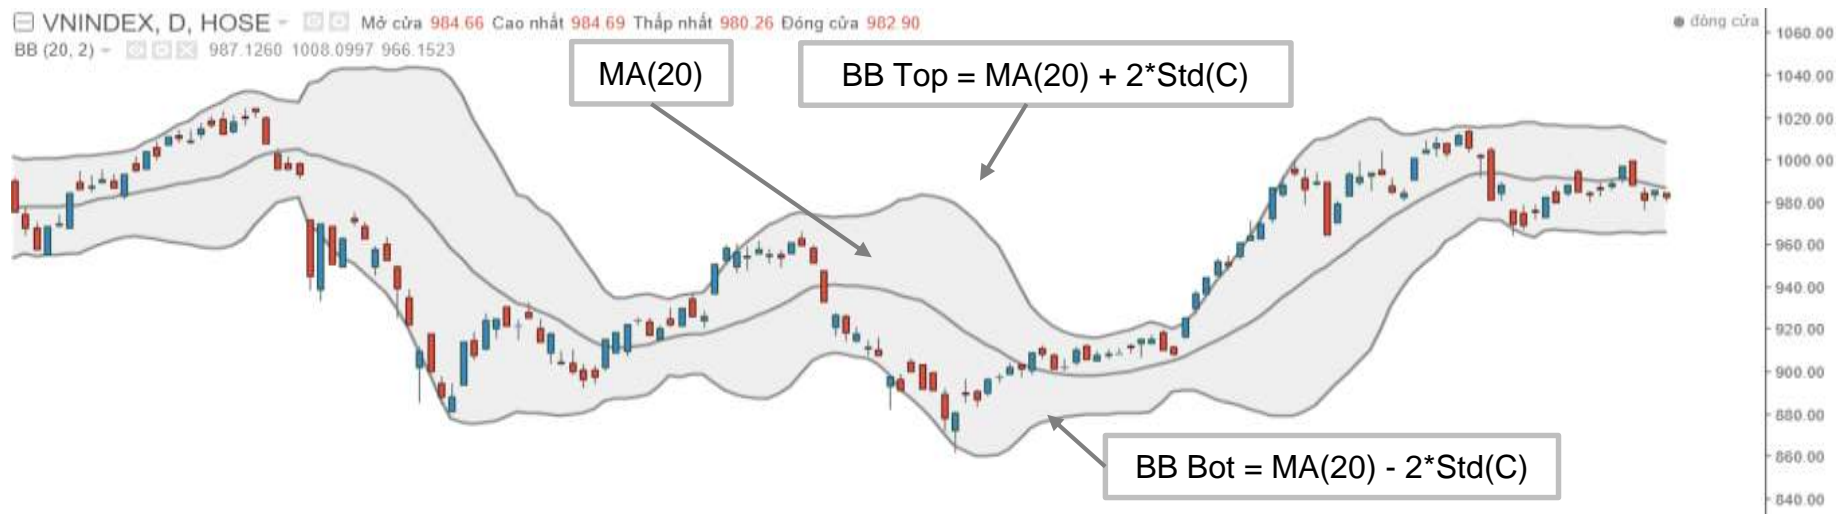 VNINDEX, D, HOSE Mở cửa 984.66 Cao nhất 984.69 Thấp nhất 980.26 Đóng cửa 982.90
đóng cửa
BB (20, 2) 987.1260 1008.0997 966.1523
MA(20)
BB Top = MA(20) + 2*Std(C)
BB Bot = MA(20) - 2*Std(C)
1060.00
1040.00
1020.00
1000.00
980.00
960.00
940.00
920.00
900.00
880.00
860.00
840.00